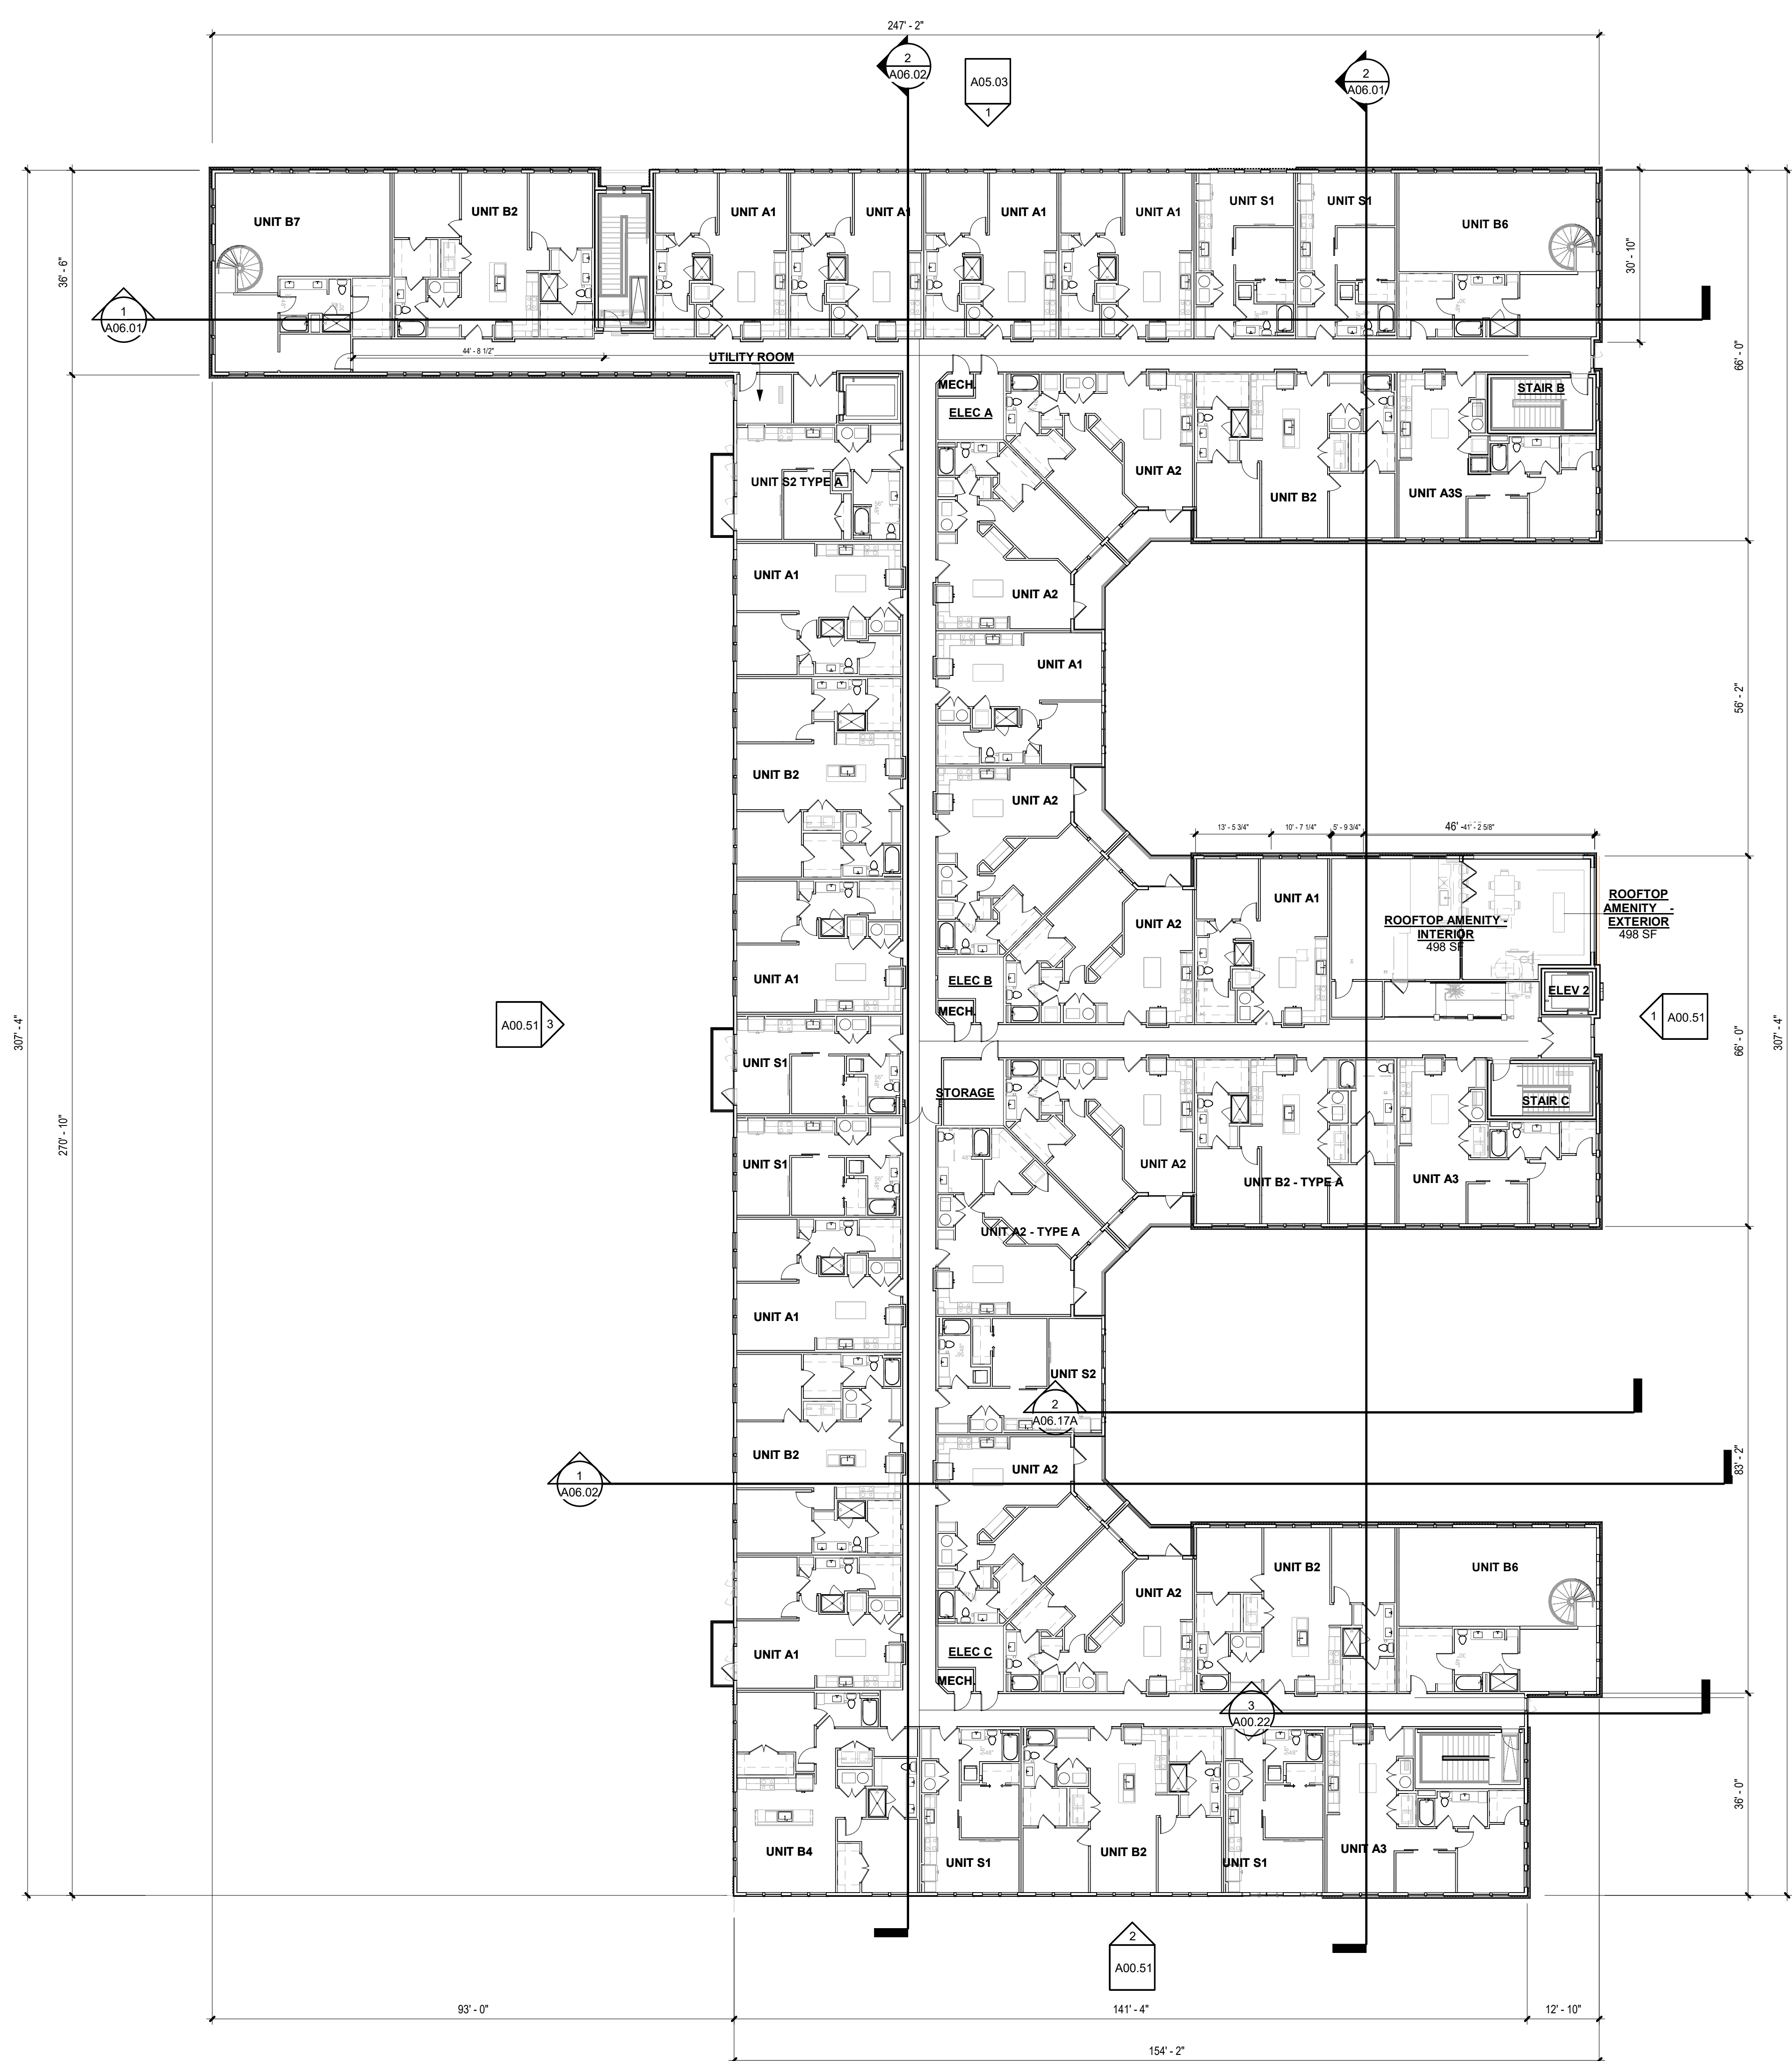 247' - 2"
2
A06.02
A05.03
1
2
A06.01
UNIT B7
UNIT B2
UNIT A1
UNIT A1
UNIT A1
UNIT A1
UNIT S1
UNIT S1
UNIT B6
36' - 6"
30' - 10"
1
A06.01
44' - 8 1/2"
UTILITY ROOM
66' - 0"
MECH.
ELEC A
STAIR B
UNIT S2 TYPE A
UNIT A2
UNIT B2
UNIT A3S
UNIT A1
UNIT A2
UNIT A1
56' - 2"
UNIT B2
UNIT A2
13' - 5 3/4"
10' - 7 1/4"
5' - 9 3/4"
46' -
41' - 2 5/8"
UNIT A1
UNIT A2
ROOFTOP AMENITY -
INTERIOR
498 SF
ROOFTOP
AMENITY -
EXTERIOR
498 SF
UNIT A1
ELEC B
MECH.
ELEV 2
307' - 4"
A00.51
3
1
A00.51
66' - 0"
307' - 4"
UNIT S1
STORAGE
STAIR C
270' - 10"
UNIT S1
UNIT A2
UNIT B2 - TYPE A
UNIT A3
UNIT A2 - TYPE A
UNIT A1
UNIT S2
2
A06.17A
UNIT B2
UNIT A2
83' - 2"
1
A06.02
UNIT A2
UNIT B2
UNIT B6
UNIT A1
ELEC C
MECH.
3
A00.22
36' - 0"
UNIT B4
UNIT S1
UNIT B2
UNIT S1
UNIT A3
2
A00.51
93' - 0"
141' - 4"
12' - 10"
154' - 2"